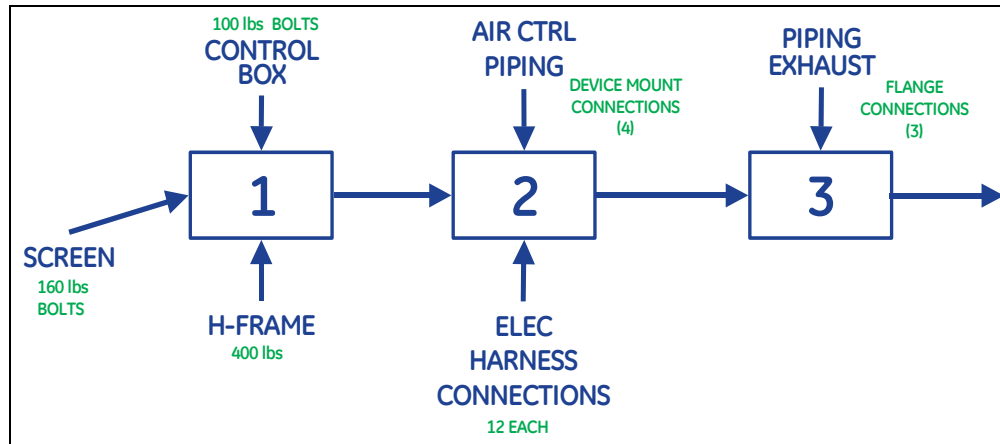 100 lbs  BOLTS
CONTROL
BOX
AIR CTRL
PIPING
DEVICE MOUNT
CONNECTIONS
(4)
PIPING
EXHAUST
FLANGE
CONNECTIONS
(3)
1
2
3
SCREEN
160 lbs
BOLTS
H-FRAME
400 lbs
ELEC
HARNESS
CONNECTIONS
12 EACH